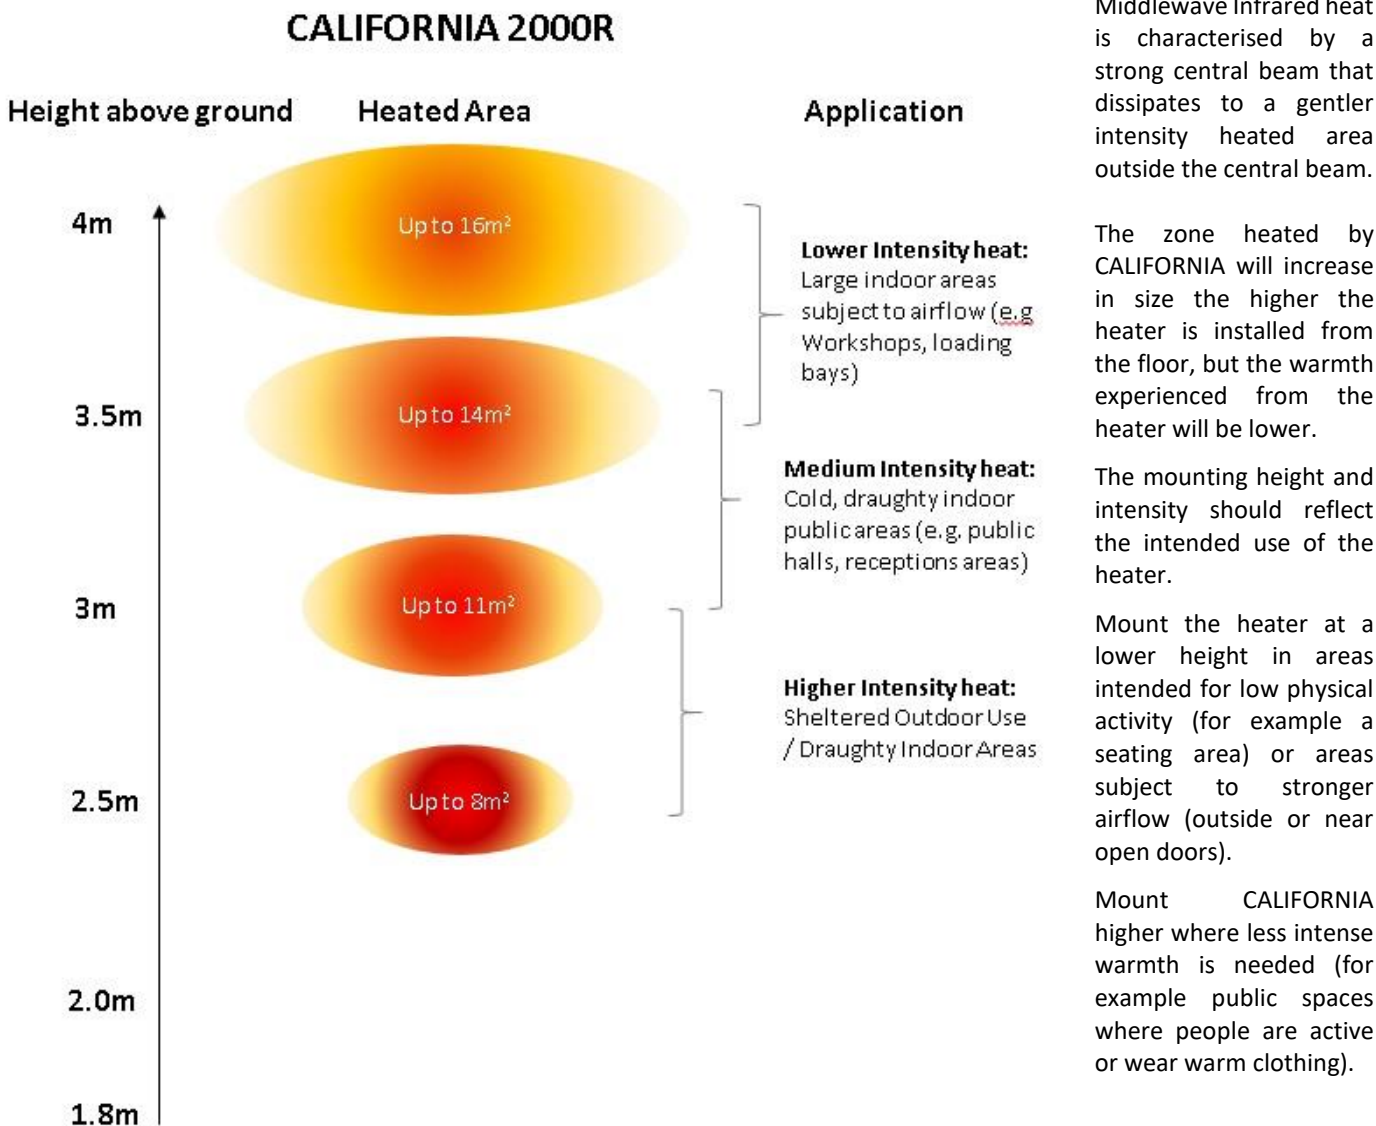 CALIFORNIA 2000R
Height above ground
Heated Area
Application
4m
Up to 16m²
Lower Intensity heat:
Large indoor areas
subject to airflow (e.g
Workshops, loading
bays)
3.5m
Up to 14m²
Medium Intensity heat:
Cold, draughty indoor
public areas (e.g. public
halls, receptions areas)
3m
Up to 11m²
Higher Intensity heat:
Sheltered Outdoor Use
/ Draughty Indoor Areas
2.5m
Up to 8m²
2.0m
1.8m
Middlewave Infrared heat
is characterised by a
strong central beam that
dissipates to a gentler
intensity heated area
outside the central beam.
The zone heated by
CALIFORNIA will increase
in size the higher the
heater is installed from
the floor, but the warmth
experienced from the
heater will be lower.
The mounting height and
intensity should reflect
the intended use of the
heater.
Mount the heater at a
lower height in areas
intended for low physical
activity (for example a
seating area) or areas
subject to stronger
airflow (outside or near
open doors).
Mount CALIFORNIA
higher where less intense
warmth is needed (for
example public spaces
where people are active
or wear warm clothing).